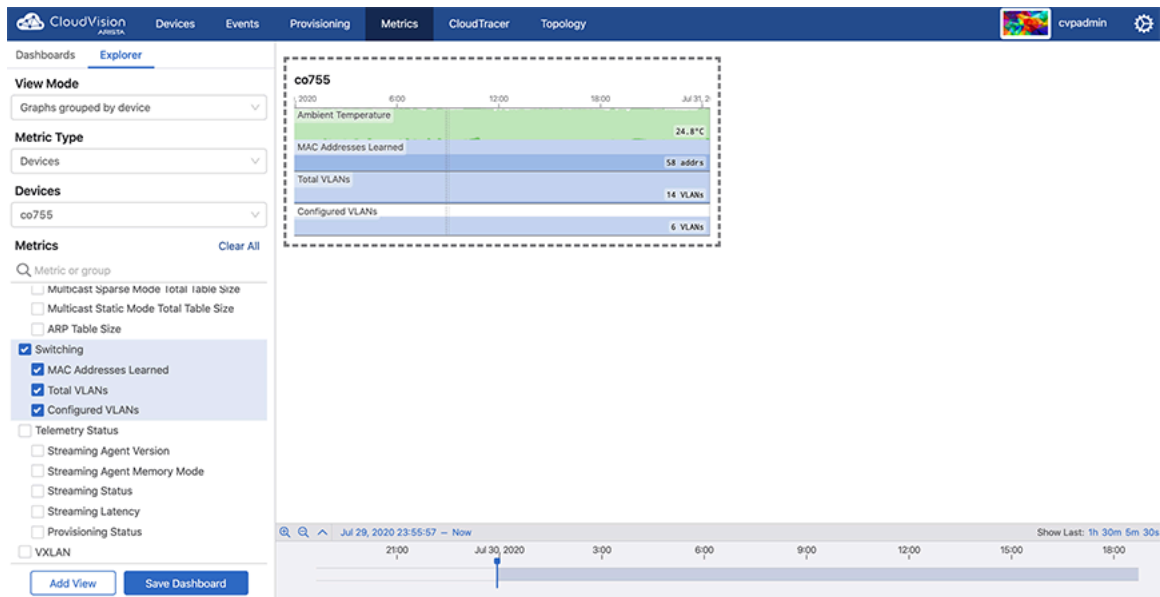 CloudVision
ARISTA
Devices
Events
Provisioning
Metrics
CloudTracer
Topology
cvpadmin
Dashboards
Explorer
View Mode
Graphs grouped by device
Metric Type
Devices
Devices
co755
Metrics
Clear All
Metric or group
Multicast Sparse Mode Total Table Size
Multicast Static Mode Total Table Size
ARP Table Size
Switching
MAC Addresses Learned
Total VLANs
Configured VLANs
Telemetry Status
Streaming Agent Version
Streaming Agent Memory Mode
Streaming Status
Streaming Latency
Provisioning Status
VXLAN
Add View
Save Dashboard
co755
2020 6:00 12:00 18:00 Jul 31, 2
Ambient Temperature
24.8°C
MAC Addresses Learned
58 addrs
Total VLANs
14 VLANs
Configured VLANs
6 VLANs
Jul 29, 2020 23:55:57 – Now
Show Last: 1h 30m 5m 30s
21:00 Jul 30, 2020 3:00 6:00 9:00 12:00 15:00 18:00